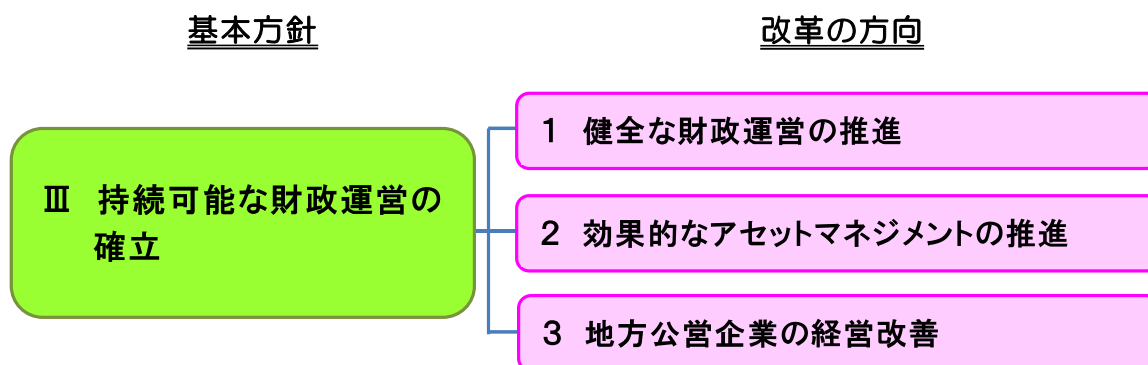 基本方針
改革の方向
Ⅲ 持続可能な財政運営の
確立
1 健全な財政運営の推進
2 効果的なアセットマネジメントの推進
3 地方公営企業の経営改善